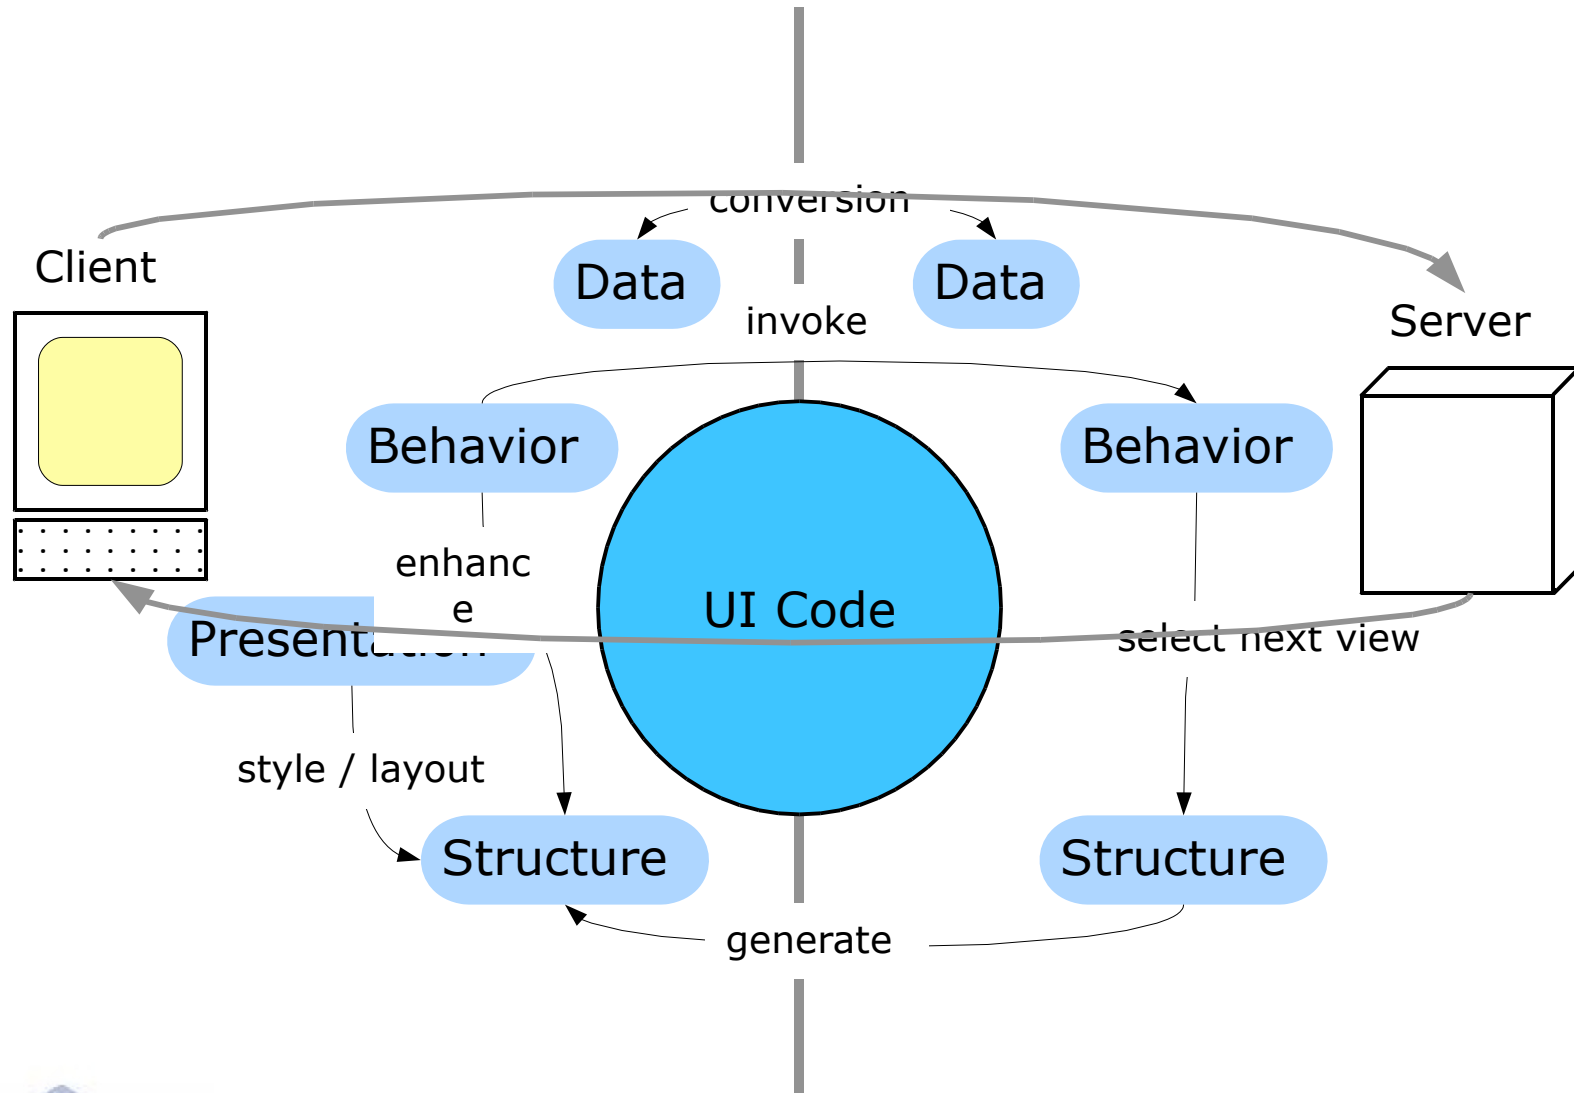 conversion
Client
Data
Data
invoke
Server
Behavior
Behavior
enhanc
e
UI Code
Presentation
select next view
style / layout
Structure
Structure
generate